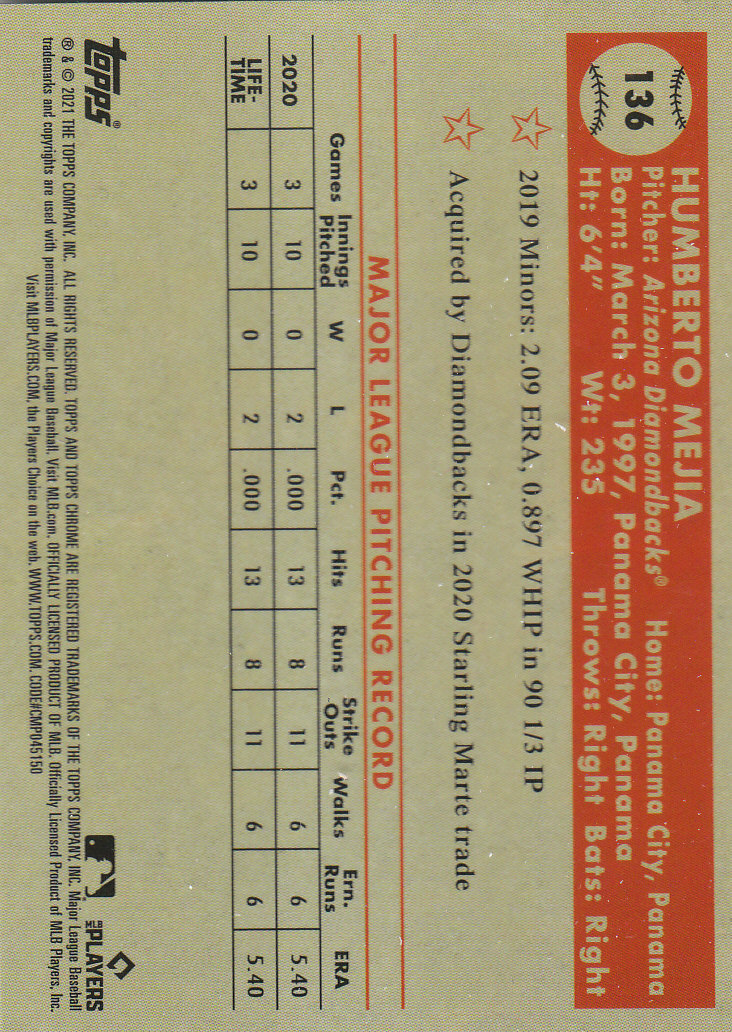 136
HUMBERTO MEJIA
Pitcher: Arizona Diamondbacks® Home: Panama City, Panama
Born: March 3, 1997, Panama City, Panama
Ht: 6'4" Wt: 235 Throws: Right Bats: Right
2019 Minors: 2.09 ERA, 0.897 WHIP in 90 1/3 IP
Acquired by Diamondbacks in 2020 Starling Marte trade
MAJOR LEAGUE PITCHING RECORD
Games Innings Pitched W L Pct. Hits Runs Strike Outs Walks Ern. Runs ERA
2020 3 10 0 2 .000 13 8 11 6 6 5.40
LIFE-TIME 3 10 0 2 .000 13 8 11 6 6 5.40
topps®
MLB PLAYERS
® & © 2021 THE TOPPS COMPANY, INC. ALL RIGHTS RESERVED. TOPPS AND TOPPS CHROME ARE REGISTERED TRADEMARKS OF THE TOPPS COMPANY, INC. Major League Baseball
trademarks and copyrights are used with permission of Major League Baseball. Visit MLB.com. OFFICIALLY LICENSED PRODUCT OF MLB. Officially Licensed Product of MLB Players, Inc.
Visit MLBPLAYERS.COM, the Players Choice on the web. WWW.TOPPS.COM. CODE#CMP045150